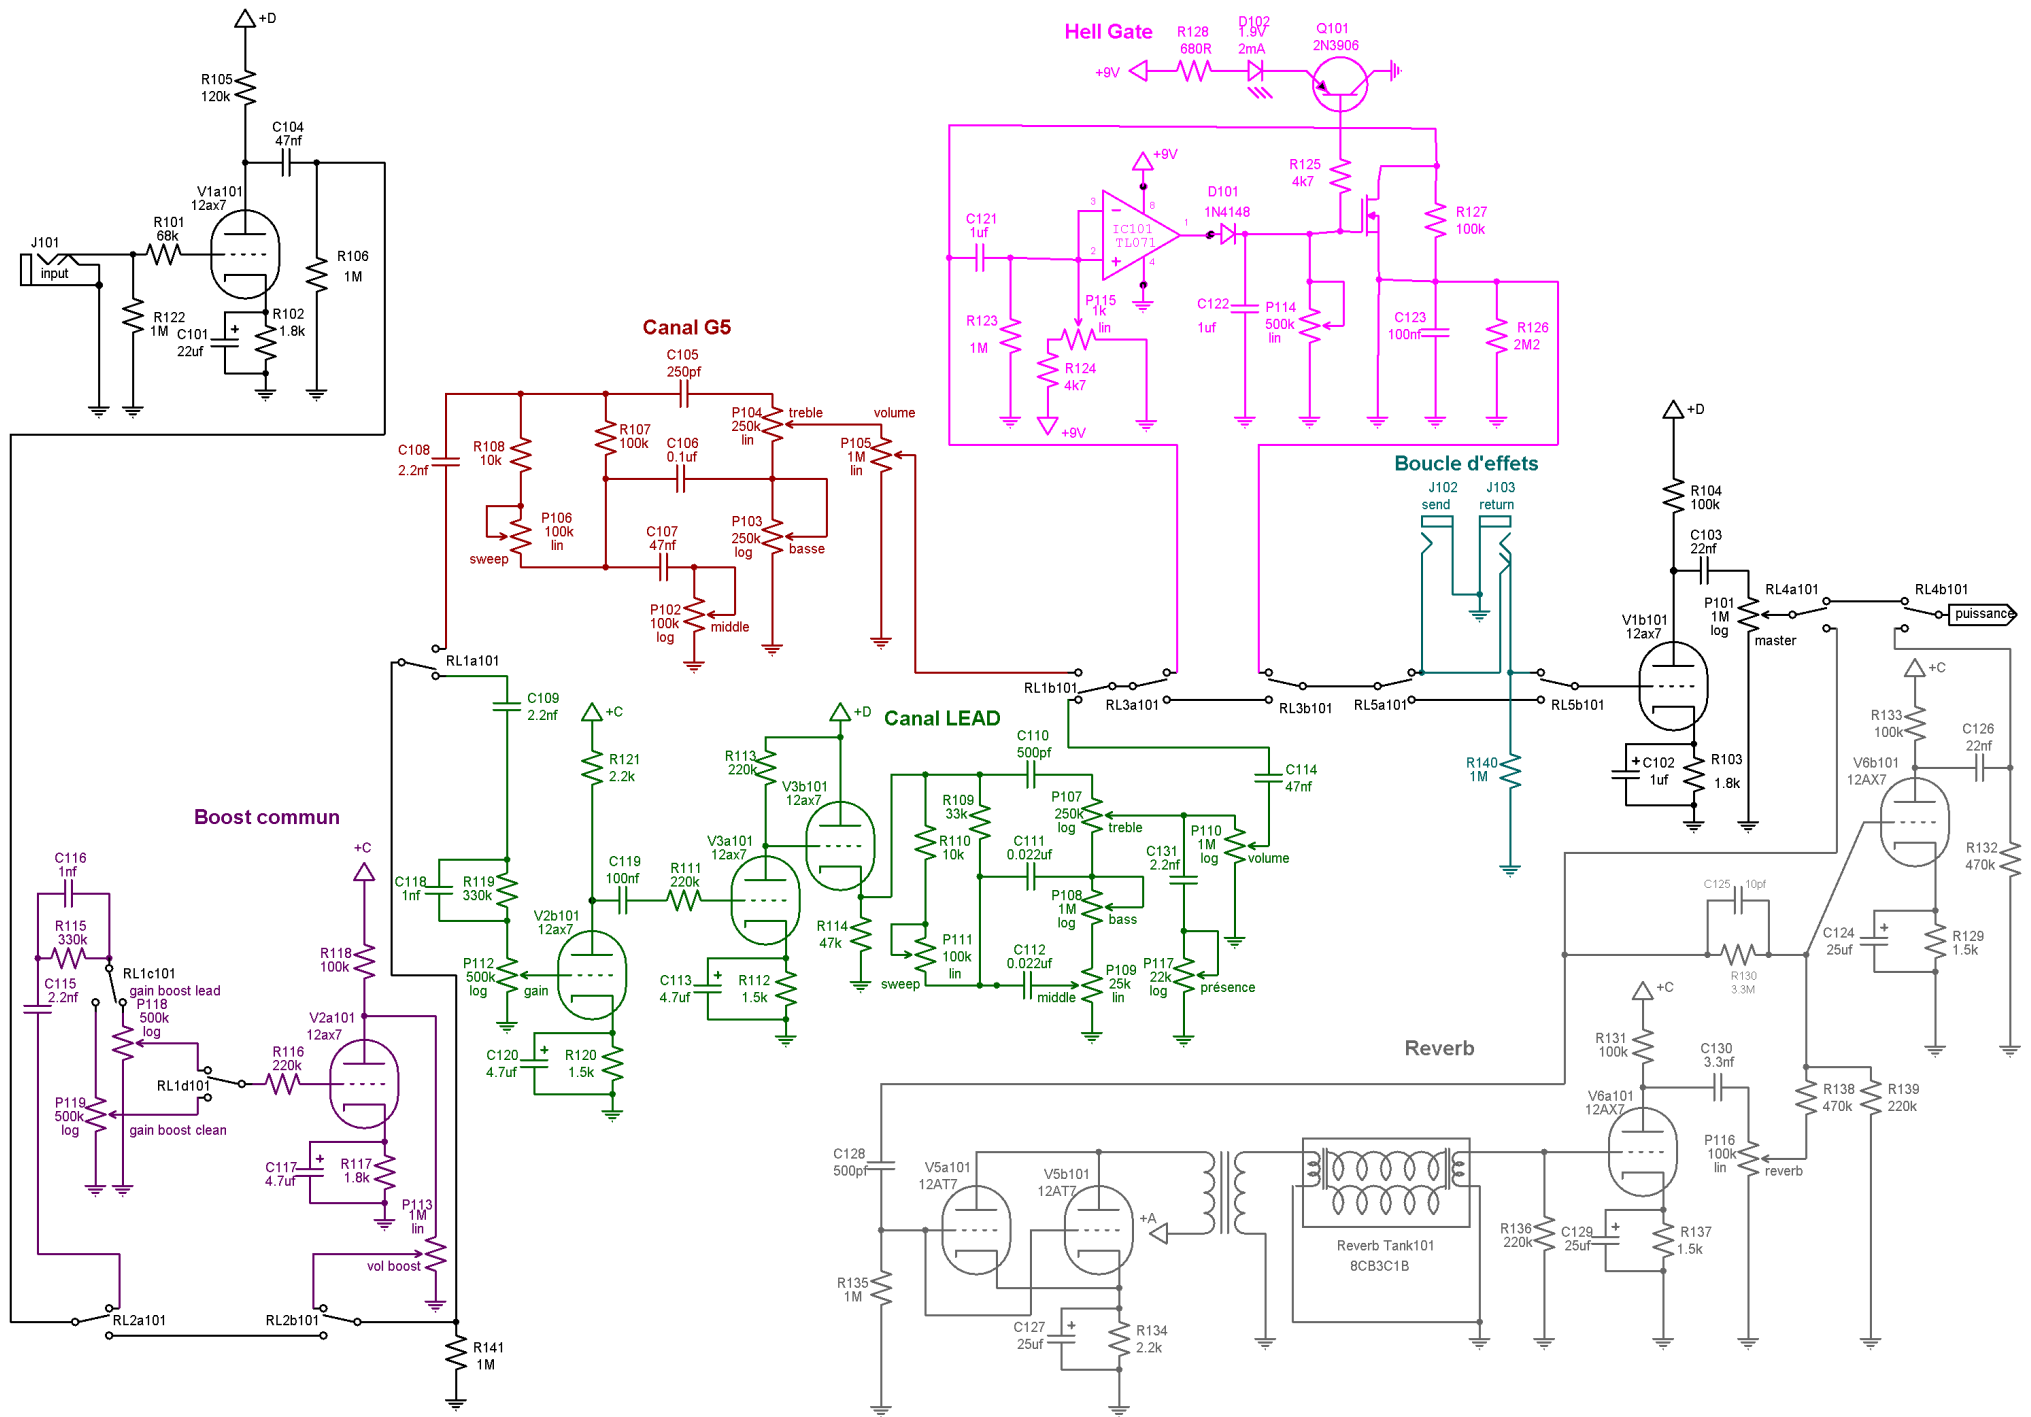 +D
R105
120k
C104
47nf
V1a101
12ax7
R101
68k
J101
input
R122
1M
C101
+
22uf
R102
1.8k
R106
1M
Hell Gate
+9V
R128
680R
D102
1.9V
2mA
Q101
2N3906
R125
4k7
+9V
C121
1uf
3
2
6
1
4
IC101
TL071
D101
1N4148
R127
100k
R123
1M
P115
1k
lin
R124
4k7
+9V
C122
1uf
P114
500k
lin
C123
100nf
R126
2M2
Canal G5
C105
250pf
C108
2.2nf
R108
10k
R107
100k
C106
0.1uf
P104
250k
lin
treble
volume
P105
1M
lin
P106
100k
lin
sweep
C107
47nf
P103
250k
log
basse
P102
100k
log
middle
RL1a101
Boucle d'effets
J102
send
J103
return
R140
1M
RL1b101
RL3a101
RL3b101
RL5a101
RL5b101
+D
R104
100k
C103
22nf
V1b101
12ax7
P101
1M
log
master
RL4a101
RL4b101
puissance
C102
+
1uf
R103
1.8k
Canal LEAD
C109
2.2nf
+C
R121
2.2k
C118
1nf
R119
330k
V2b101
12ax7
P112
500k
log
gain
C119
100nf
R111
220k
C120
+
4.7uf
R120
1.5k
R113
220k
+D
V3b101
12ax7
V3a101
12ax7
C113
+
4.7uf
R112
1.5k
R114
47k
R109
33k
R110
10k
C110
500pf
C111
0.022uf
C112
0.022uf
P111
100k
lin
sweep
P107
250k
log
treble
P108
1M
log
bass
P109
25k
lin
middle
C131
2.2nf
P117
22k
log
présence
P110
1M
log
volume
C114
47nf
Boost commun
C116
1nf
R115
330k
C115
2.2nf
RL1c101
gain boost lead
P118
500k
log
RL1d101
P119
500k
log
gain boost clean
R116
220k
+C
R118
100k
V2a101
12ax7
C117
+
4.7uf
R117
1.8k
P113
1M
lin
vol boost
RL2a101
RL2b101
R141
1M
Reverb
+C
R133
100k
C126
22nf
V6b101
12AX7
R132
470k
C125
10pf
R130
3.3M
C124
+
25uf
R129
1.5k
+C
R131
100k
C130
3.3nf
V6a101
12AX7
R138
470k
R139
220k
P116
100k
lin
reverb
C128
500pf
V5a101
12AT7
V5b101
12AT7
+A
R135
1M
C127
+
25uf
R134
2.2k
Reverb Tank101
8CB3C1B
R136
220k
C129
+
25uf
R137
1.5k